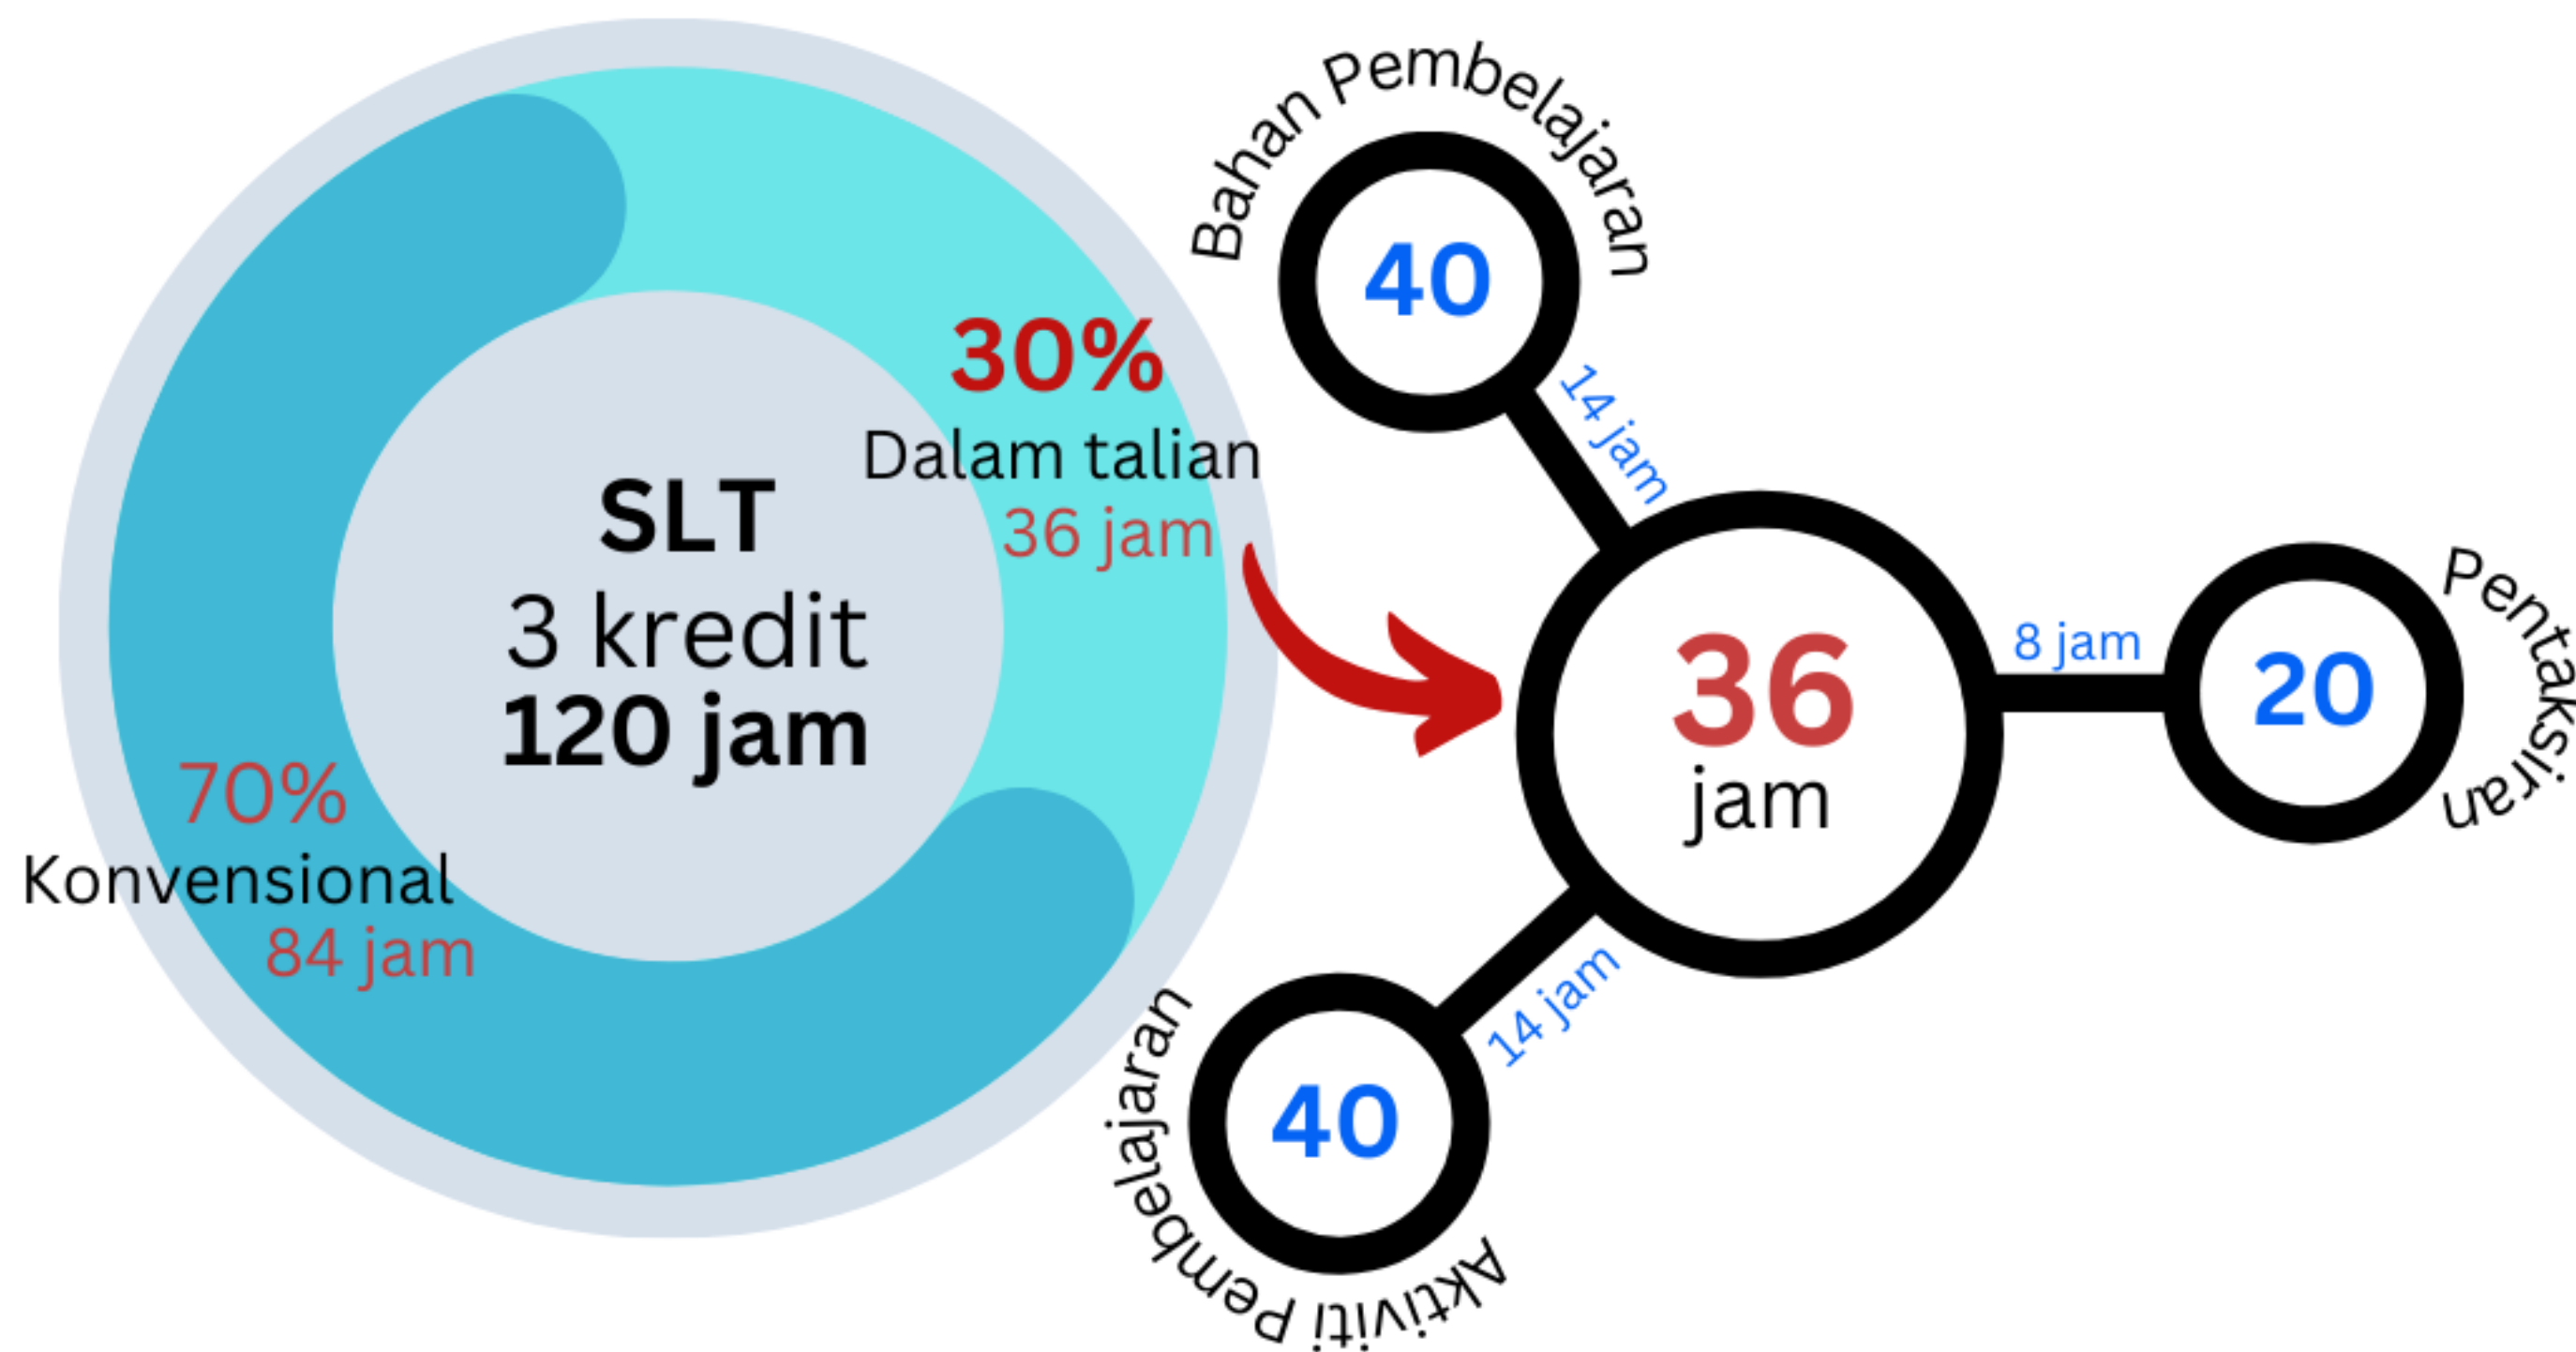 SLT
3 kredit
120 jam
30%
Dalam talian
36 jam
70%
Konvensional
84 jam
Bahan Pembelajaran
40
14 jam
36
jam
8 jam
20
Pentaksiran
14 jam
40
Aktiviti Pembelajaran